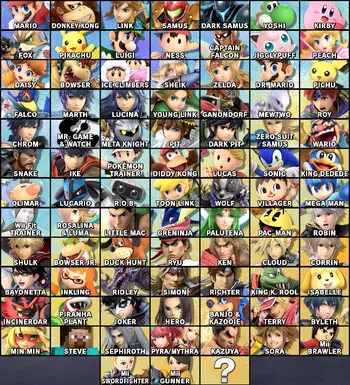 MARIO DONKEY KONG LINK SAMUS DARK SAMUS YOSHI KIRBY
FOX PIKACHU LUIGI NESS CAPTAIN FALCON JIGGLYPUFF PEACH
DAISY BOWSER ICE CLIMBERS SHEIK ZELDA DR. MARIO PICHU
FALCO MARTH LUCINA YOUNG LINK GANONDORF MEWTWO ROY
CHROM MR. GAME & WATCH META KNIGHT PIT DARK PIT ZERO SUIT SAMUS WARIO
SNAKE IKE POKÉMON TRAINER DIDDY KONG LUCAS SONIC KING DEDEDE
OLIMAR LUCARIO R.O.B. TOON LINK WOLF VILLAGER MEGA MAN
Wii Fit TRAINER ROSALINA & LUMA LITTLE MAC GRENINJA PALUTENA PAC-MAN ROBIN
SHULK BOWSER JR. DUCK HUNT RYU KEN CLOUD CORRIN
BAYONETTA INKLING RIDLEY SIMON RICHTER KING K. ROOL ISABELLE
INCINEROAR PIRANHA PLANT JOKER HERO BANJO & KAZOOIE TERRY BYLETH
MIN MIN STEVE SEPHIROTH PYRA/MYTHRA KAZUYA SORA Mii BRAWLER
Mii SWORDFIGHTER Mii GUNNER ?